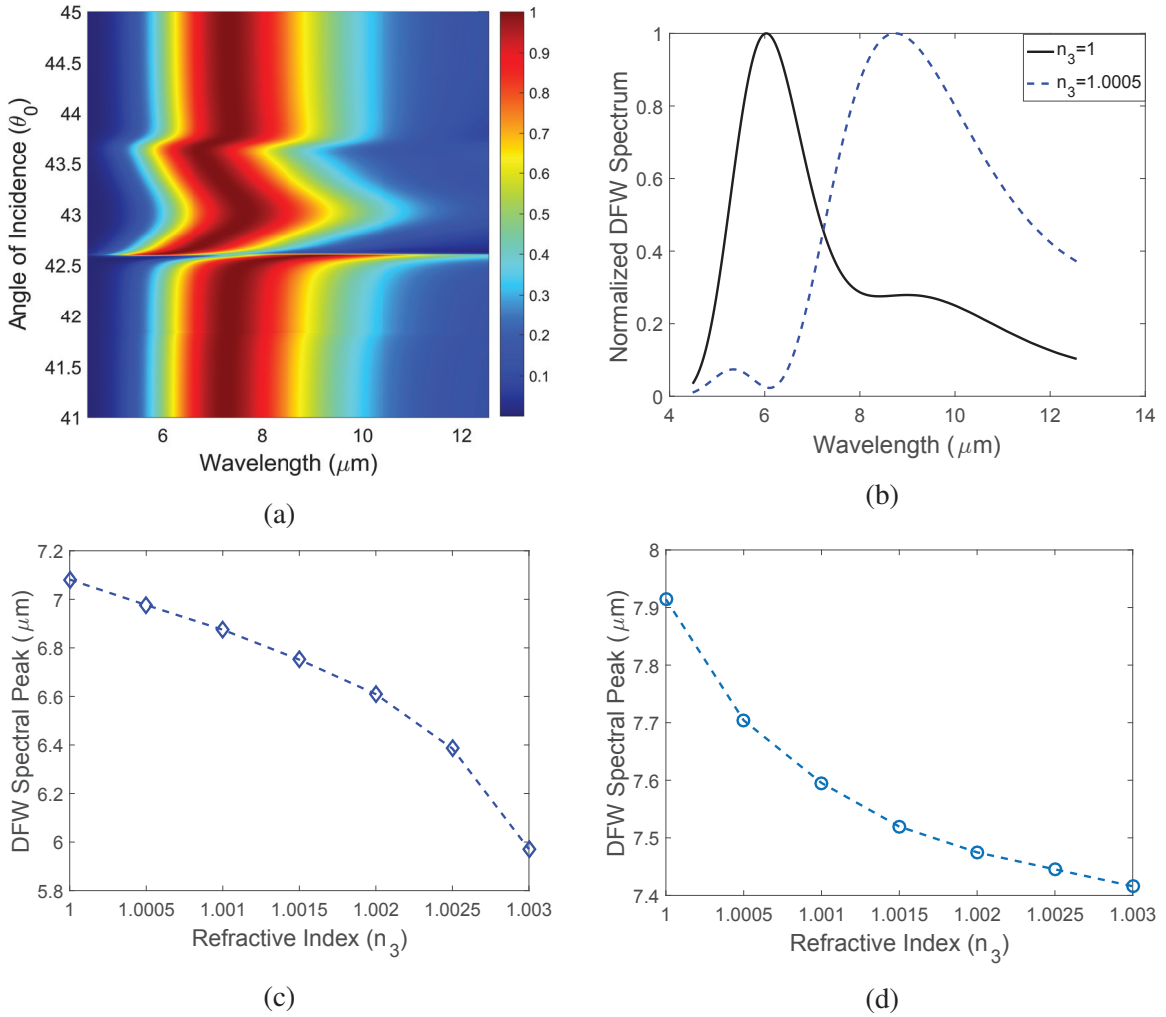 45
44.5
44
43.5
43
42.5
42
41.5
41
Angle of Incidence (θ0)
6 8 10 12
Wavelength (μm)
1
0.9
0.8
0.7
0.6
0.5
0.4
0.3
0.2
0.1
(a)
1
0.8
0.6
0.4
0.2
0
Normalized DFW Spectrum
n3=1
n3=1.0005
4 6 8 10 12 14
Wavelength (μm)
(b)
7.2
7
6.8
6.6
6.4
6.2
6
5.8
DFW Spectral Peak (μm)
1 1.0005 1.001 1.0015 1.002 1.0025 1.003
Refractive Index (n3)
(c)
8
7.9
7.8
7.7
7.6
7.5
7.4
DFW Spectral Peak (μm)
1 1.0005 1.001 1.0015 1.002 1.0025 1.003
Refractive Index (n3)
(d)